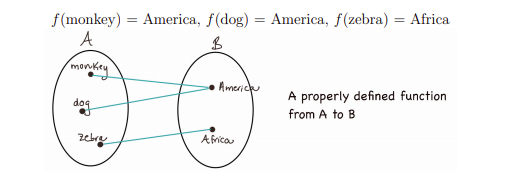 f(monkey) = America, f(dog) = America, f(zebra) = Africa
A
B
monkey
America
dog
A properly defined function
from A to B
zebra
Africa